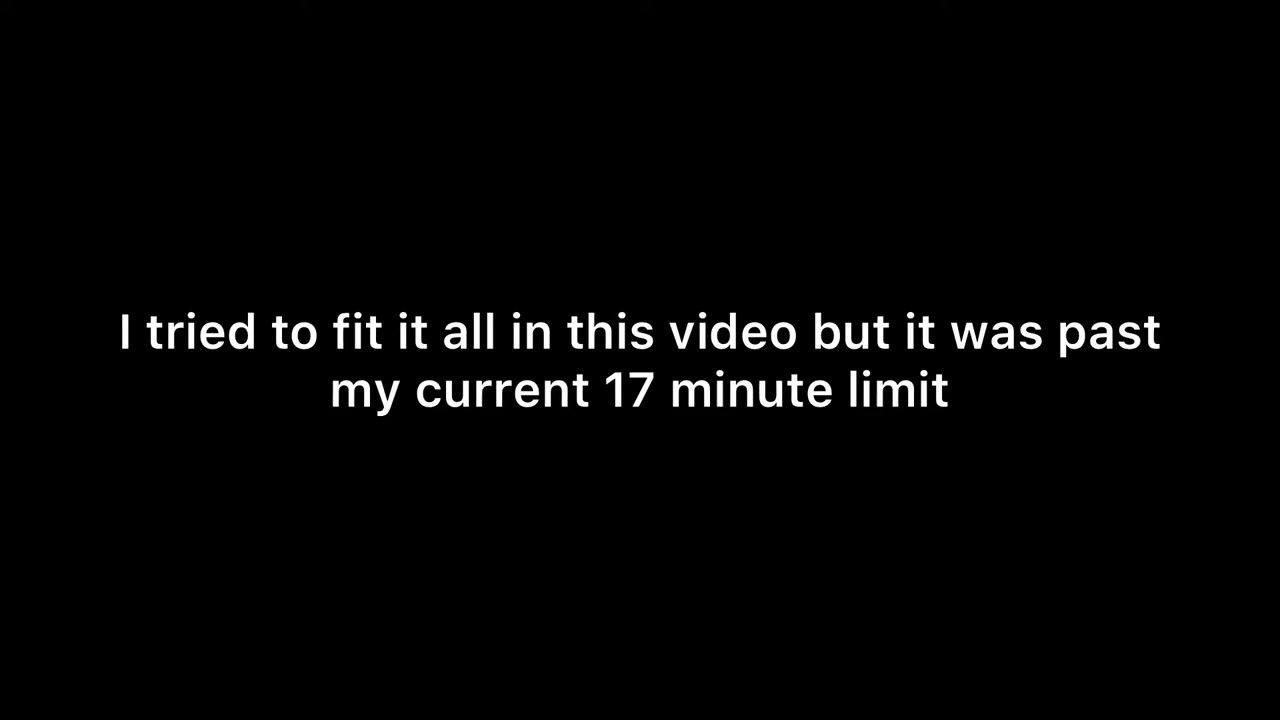 I tried to fit it all in this video but it was past
my current 17 minute limit